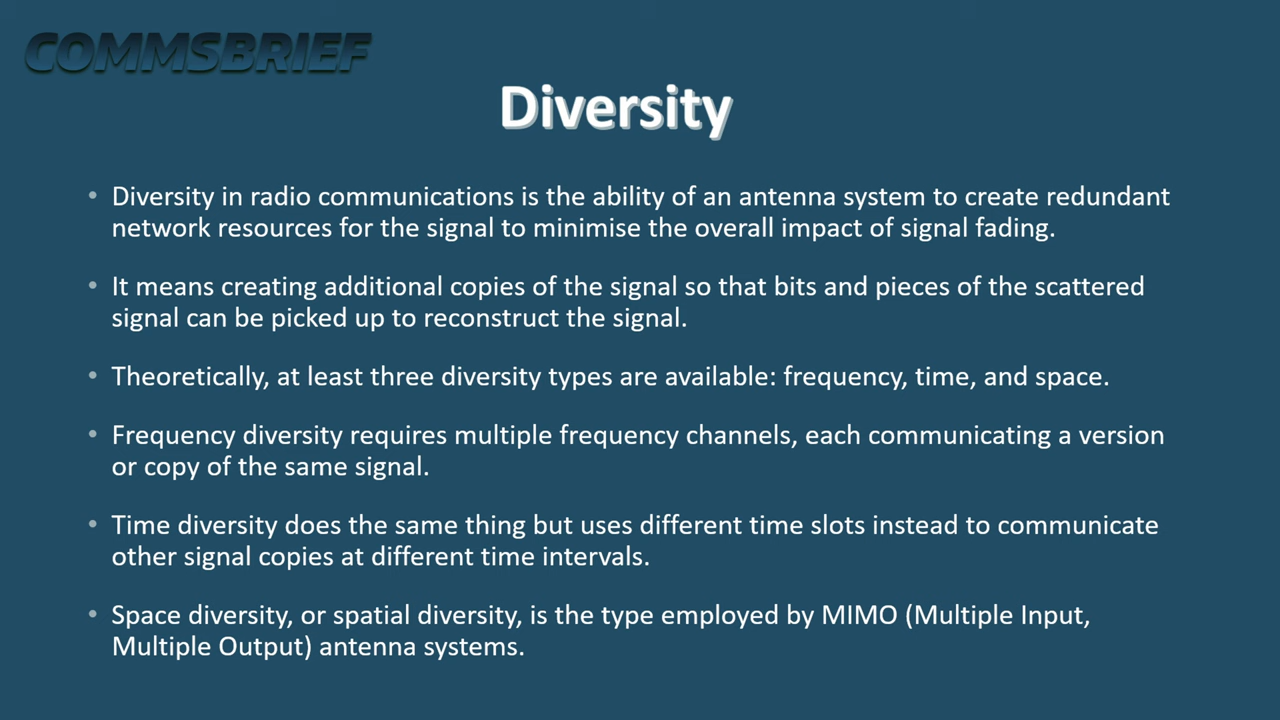 COMMSBRIEF
Diversity
• Diversity in radio communications is the ability of an antenna system to create redundant
network resources for the signal to minimise the overall impact of signal fading.
• It means creating additional copies of the signal so that bits and pieces of the scattered
signal can be picked up to reconstruct the signal.
• Theoretically, at least three diversity types are available: frequency, time, and space.
• Frequency diversity requires multiple frequency channels, each communicating a version
or copy of the same signal.
• Time diversity does the same thing but uses different time slots instead to communicate
other signal copies at different time intervals.
• Space diversity, or spatial diversity, is the type employed by MIMO (Multiple Input,
Multiple Output) antenna systems.